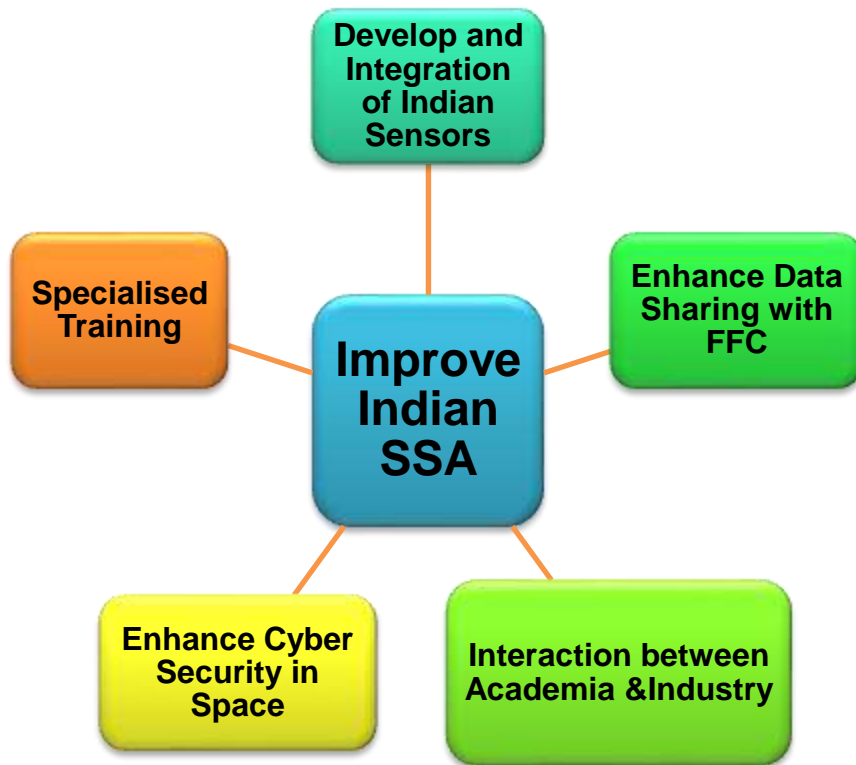 Develop and
Integration
of Indian
Sensors
Specialised
Training
Enhance Data
Sharing with
FFC
Improve
Indian
SSA
Enhance Cyber
Security in
Space
Interaction between
Academia &Industry